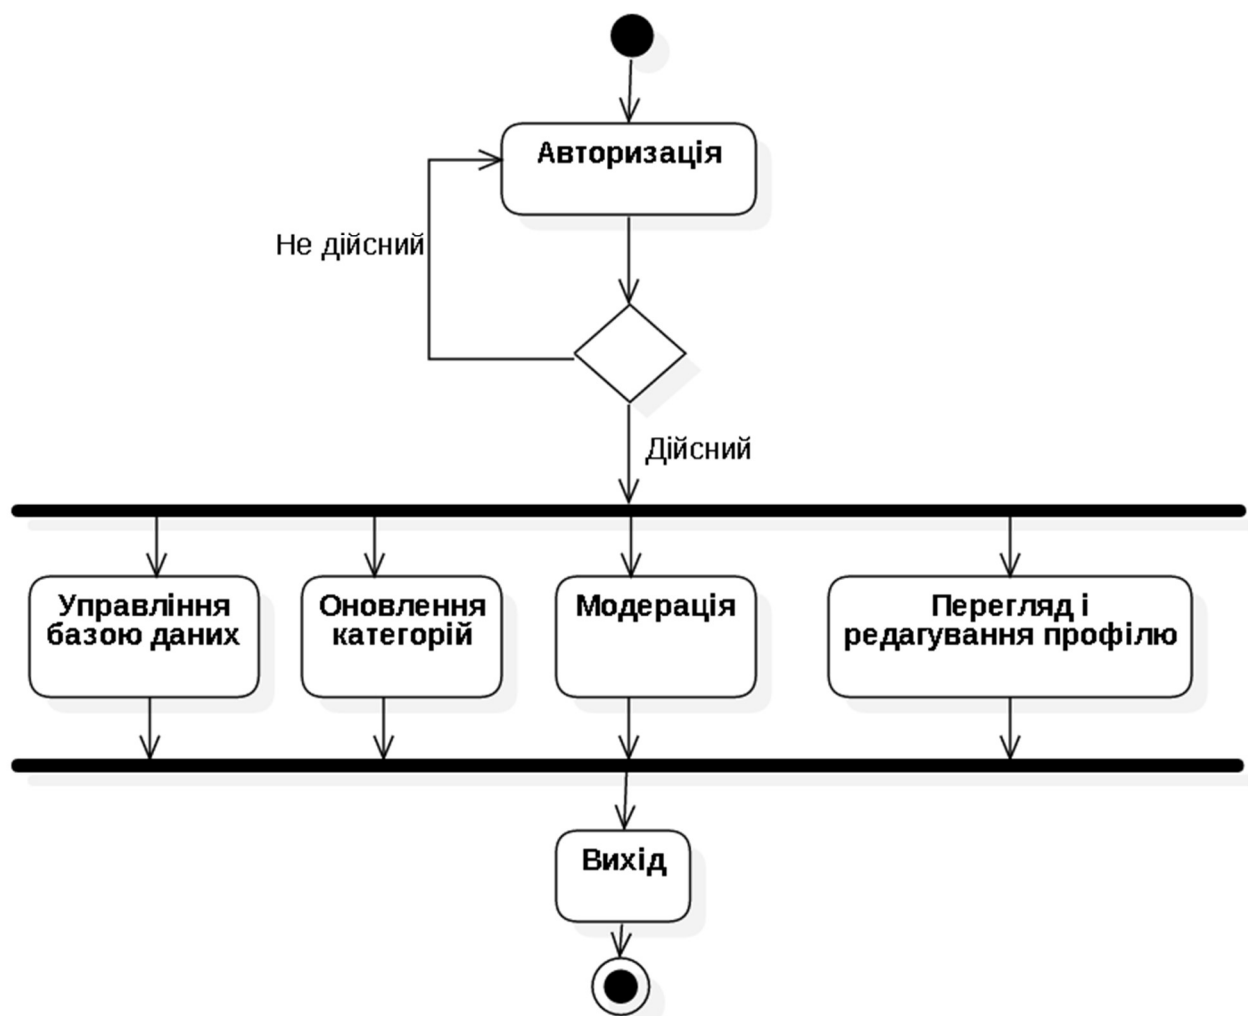 Авторизація
Не дійсний
Дійсний
Управління
базою даних
Оновлення
категорій
Модерація
Перегляд і
редагування профілю
Вихід